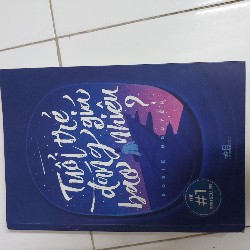 Tuổi trẻ
đáng giá
bao nhiêu?
ROSIE NGUYỄN
#1